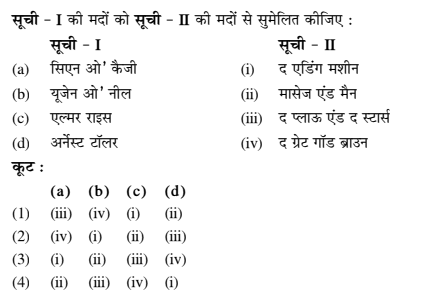 सूची - I की मदों को सूची - II की मदों से सुमेलित कीजिए :
सूची - I सूची - II
(a) सिएन ओ' कैजी (i) द एडिंग मशीन
(b) यूजेन ओ' नील (ii) मासेज एंड मैन
(c) एल्मर राइस (iii) द प्लाऊ एंड द स्टार्स
(d) अर्नेस्ट टॉलर (iv) द ग्रेट गॉड ब्राउन
कूट :
(a) (b) (c) (d)
(1) (iii) (iv) (i) (ii)
(2) (iv) (i) (ii) (iii)
(3) (i) (ii) (iii) (iv)
(4) (ii) (iii) (iv) (i)